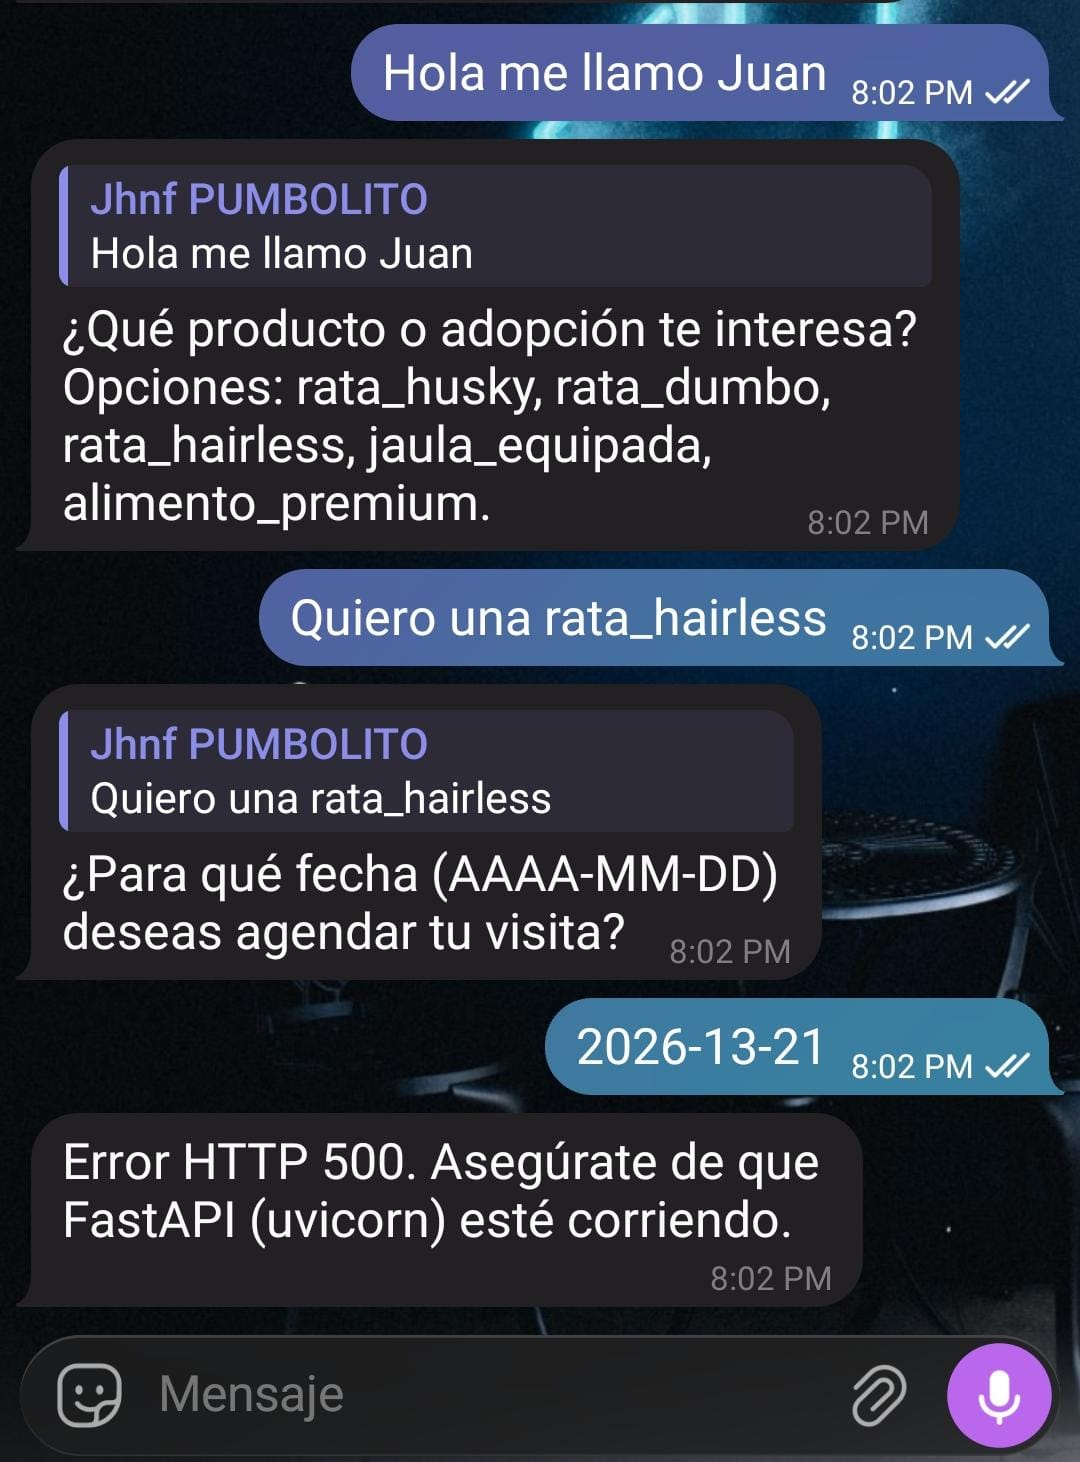 Hola me llamo Juan 8:02 PM
Jhnf PUMBOLITO
Hola me llamo Juan
¿Qué producto o adopción te interesa?
Opciones: rata_husky, rata_dumbo,
rata_hairless, jaula_equipada,
alimento_premium.
8:02 PM
Quiero una rata_hairless 8:02 PM
Jhnf PUMBOLITO
Quiero una rata_hairless
¿Para qué fecha (AAAA-MM-DD)
deseas agendar tu visita? 8:02 PM
2026-13-21 8:02 PM
Error HTTP 500. Asegúrate de que
FastAPI (uvicorn) esté corriendo.
8:02 PM
Mensaje